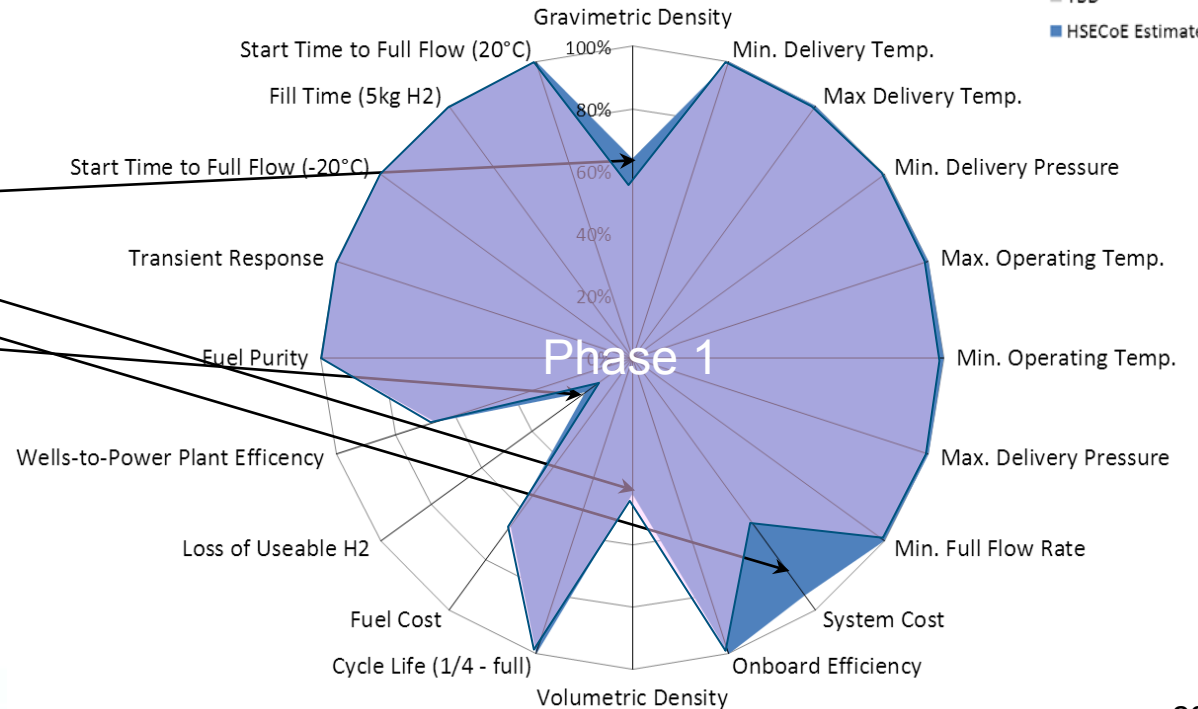 Gravimetric Density
HSECoE Estimate
Start Time to Full Flow (20°C)
100%
Min. Delivery Temp.
Fill Time (5kg H2)
80%
Max Delivery Temp.
Start Time to Full Flow (-20°C)
60%
Min. Delivery Pressure
40%
Transient Response
Max. Operating Temp.
20%
Fuel Purity
Phase 1
Min. Operating Temp.
Wells-to-Power Plant Efficency
Max. Delivery Pressure
Loss of Useable H2
Min. Full Flow Rate
Fuel Cost
System Cost
Cycle Life (1/4 - full)
Onboard Efficiency
Volumetric Density